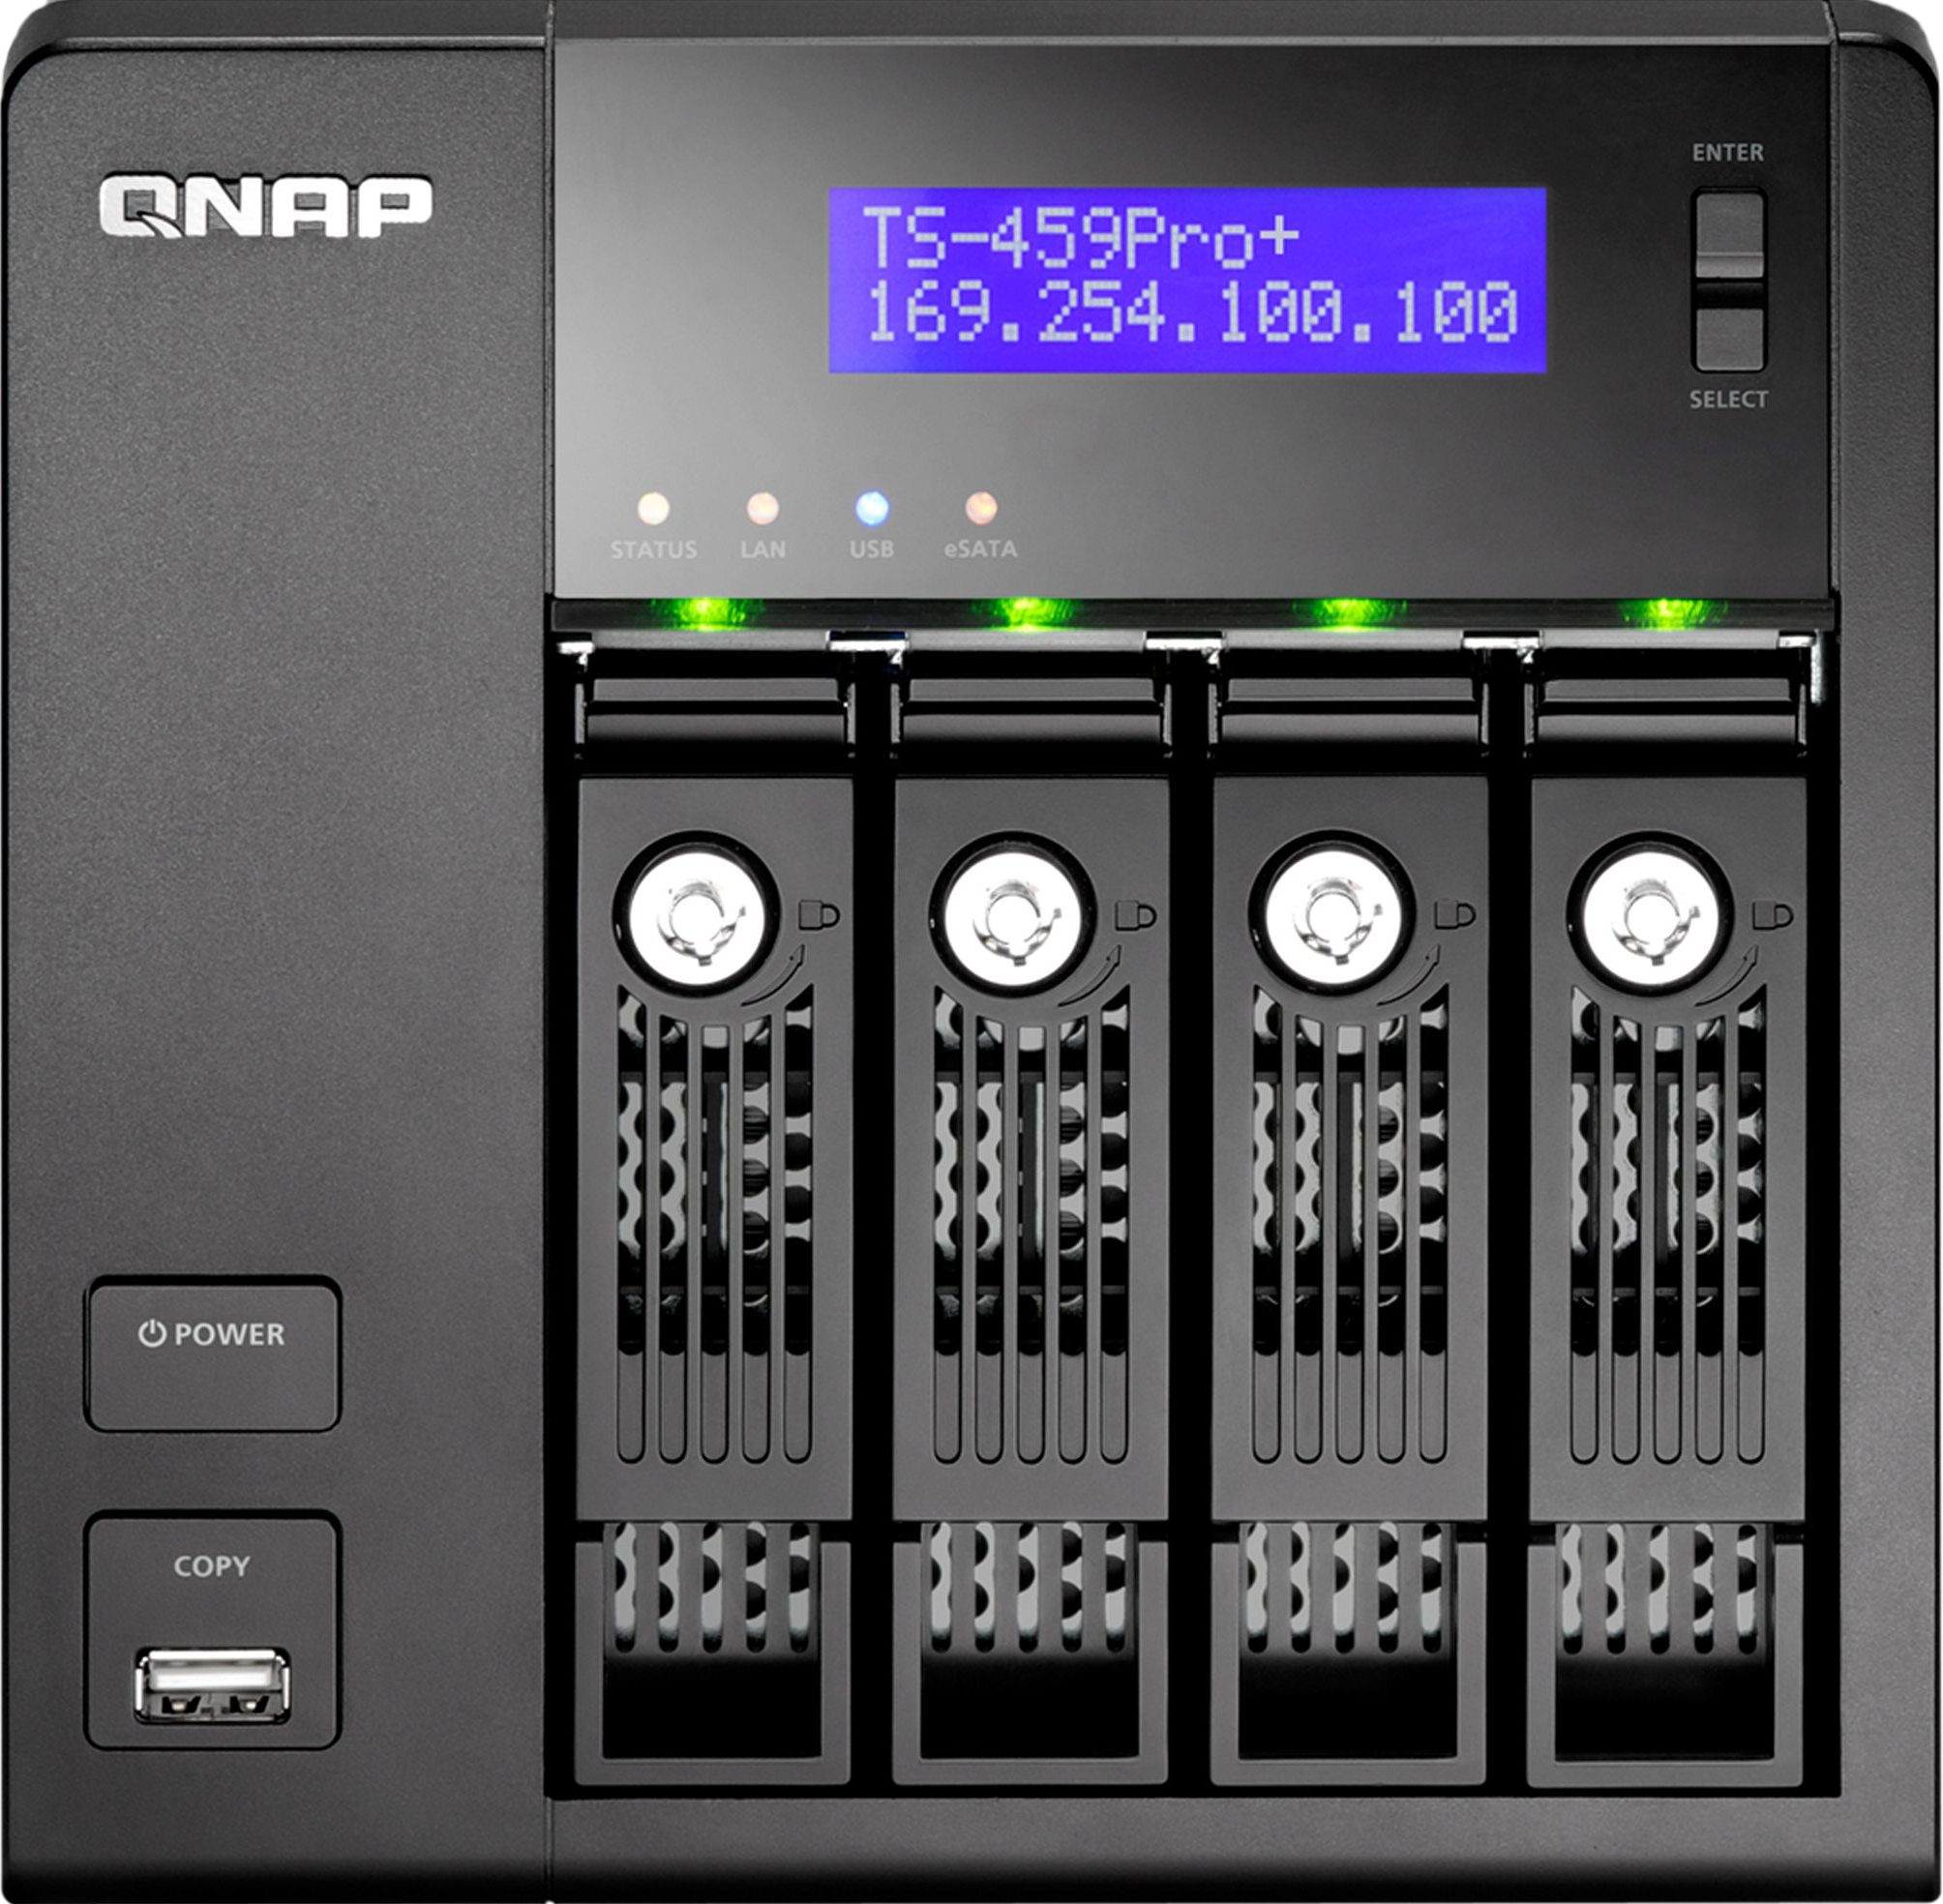 QNAP
TS-459Pro+
169.254.100.100
ENTER
SELECT
STATUS LAN USB eSATA
POWER
COPY